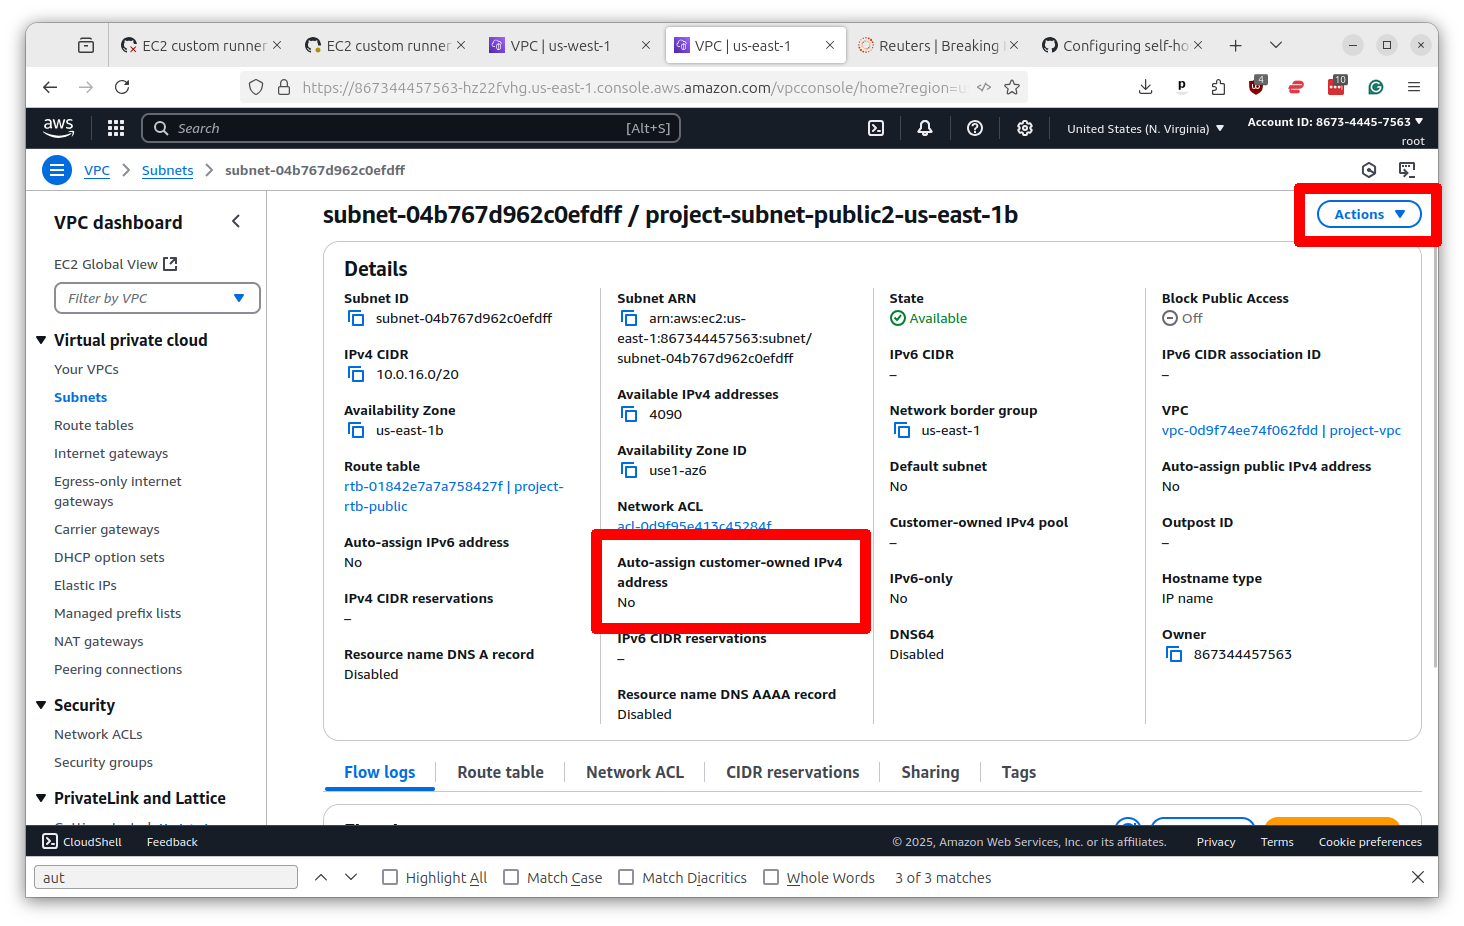 EC2 custom runner
EC2 custom runner
VPC | us-west-1
VPC | us-east-1
Reuters | Breaking
Configuring self-ho
https://867344457563-hz22fvhg.us-east-1.console.aws.amazon.com/vpcconsole/home?region=u
4
p
10
aws
Search
[Alt+S]
United States (N. Virginia)
Account ID: 8673-4445-7563
root
VPC
Subnets
subnet-04b767d962c0efdff
VPC dashboard
EC2 Global View
Filter by VPC
Virtual private cloud
Your VPCs
Subnets
Route tables
Internet gateways
Egress-only internet
gateways
Carrier gateways
DHCP option sets
Elastic IPs
Managed prefix lists
NAT gateways
Peering connections
Security
Network ACLs
Security groups
PrivateLink and Lattice
subnet-04b767d962c0efdff / project-subnet-public2-us-east-1b
Actions
Details
Subnet ID
subnet-04b767d962c0efdff
IPv4 CIDR
10.0.16.0/20
Availability Zone
us-east-1b
Route table
rtb-01842e7a7a758427f | project-
rtb-public
Auto-assign IPv6 address
No
IPv4 CIDR reservations
–
Resource name DNS A record
Disabled
Subnet ARN
arn:aws:ec2:us-
east-1:867344457563:subnet/
subnet-04b767d962c0efdff
Available IPv4 addresses
4090
Availability Zone ID
use1-az6
Network ACL
acl-0d9f95e413c45284f
Auto-assign customer-owned IPv4
address
No
IPv6 CIDR reservations
–
Resource name DNS AAAA record
Disabled
State
Available
IPv6 CIDR
–
Network border group
us-east-1
Default subnet
No
Customer-owned IPv4 pool
–
IPv6-only
No
DNS64
Disabled
Block Public Access
Off
IPv6 CIDR association ID
–
VPC
vpc-0d9f74ee74f062fdd | project-vpc
Auto-assign public IPv4 address
No
Outpost ID
–
Hostname type
IP name
Owner
867344457563
Flow logs
Route table
Network ACL
CIDR reservations
Sharing
Tags
CloudShell
Feedback
© 2025, Amazon Web Services, Inc. or its affiliates.
Privacy
Terms
Cookie preferences
aut
Highlight All
Match Case
Match Diacritics
Whole Words
3 of 3 matches